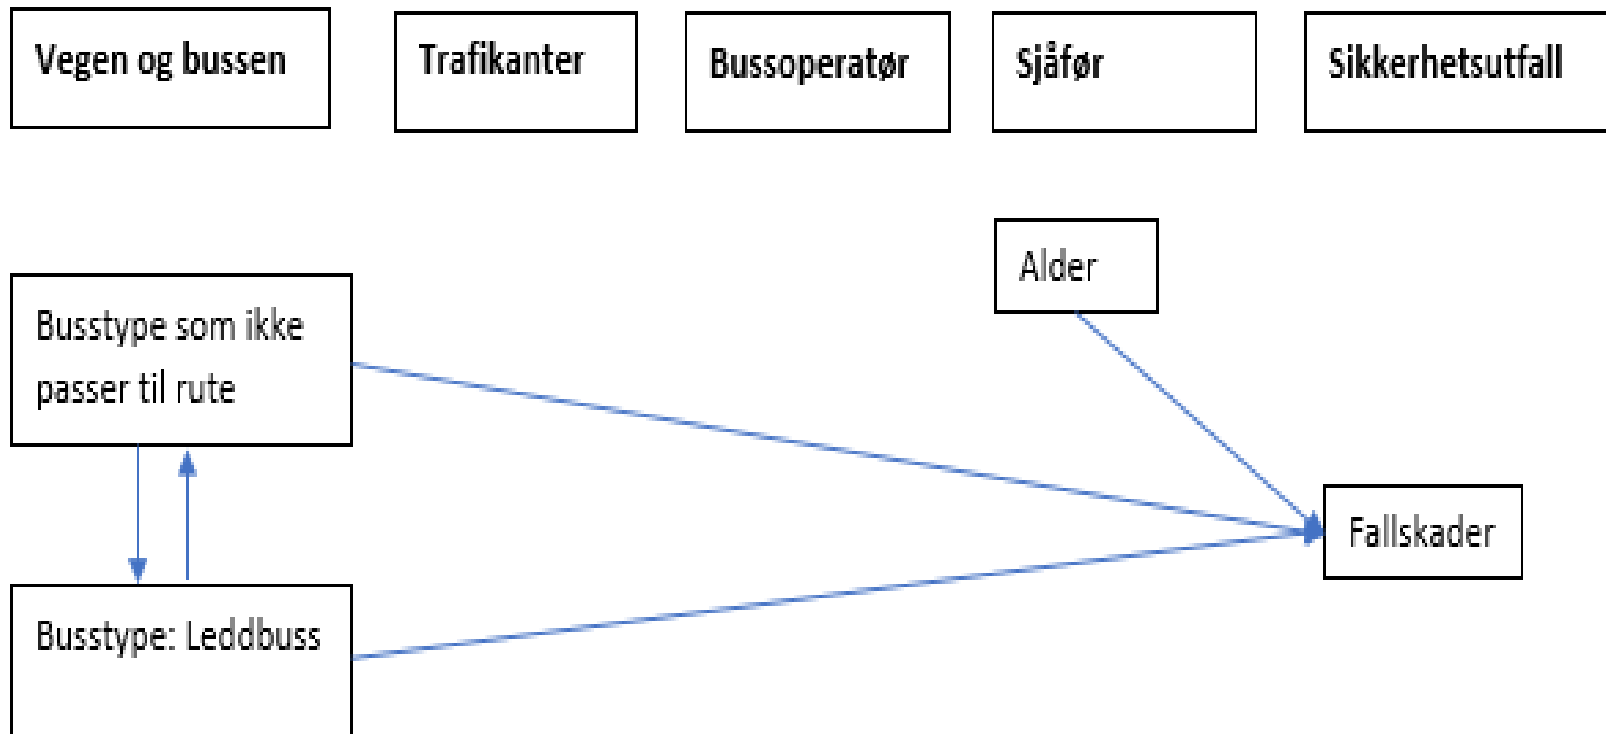 Vegen og bussen
Trafikanter
Bussoperatør
Sjåfør
Sikkerhetsutfall
Alder
Busstype som ikke
passer til rute
Fallskader
Busstype: Leddbuss